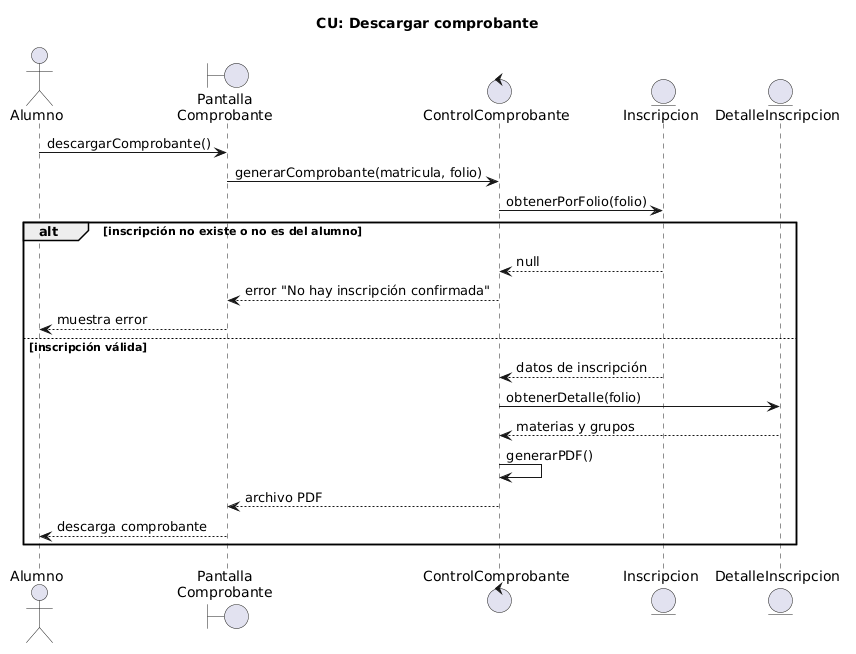 CU: Descargar comprobante
Alumno
Pantalla
Comprobante
ControlComprobante
Inscripcion
DetalleInscripcion
descargarComprobante()
generarComprobante(matricula, folio)
obtenerPorFolio(folio)
alt
[inscripción no existe o no es del alumno]
null
error "No hay inscripción confirmada"
muestra error
[inscripción válida]
datos de inscripción
obtenerDetalle(folio)
materias y grupos
generarPDF()
archivo PDF
descarga comprobante
Alumno
Pantalla
Comprobante
ControlComprobante
Inscripcion
DetalleInscripcion